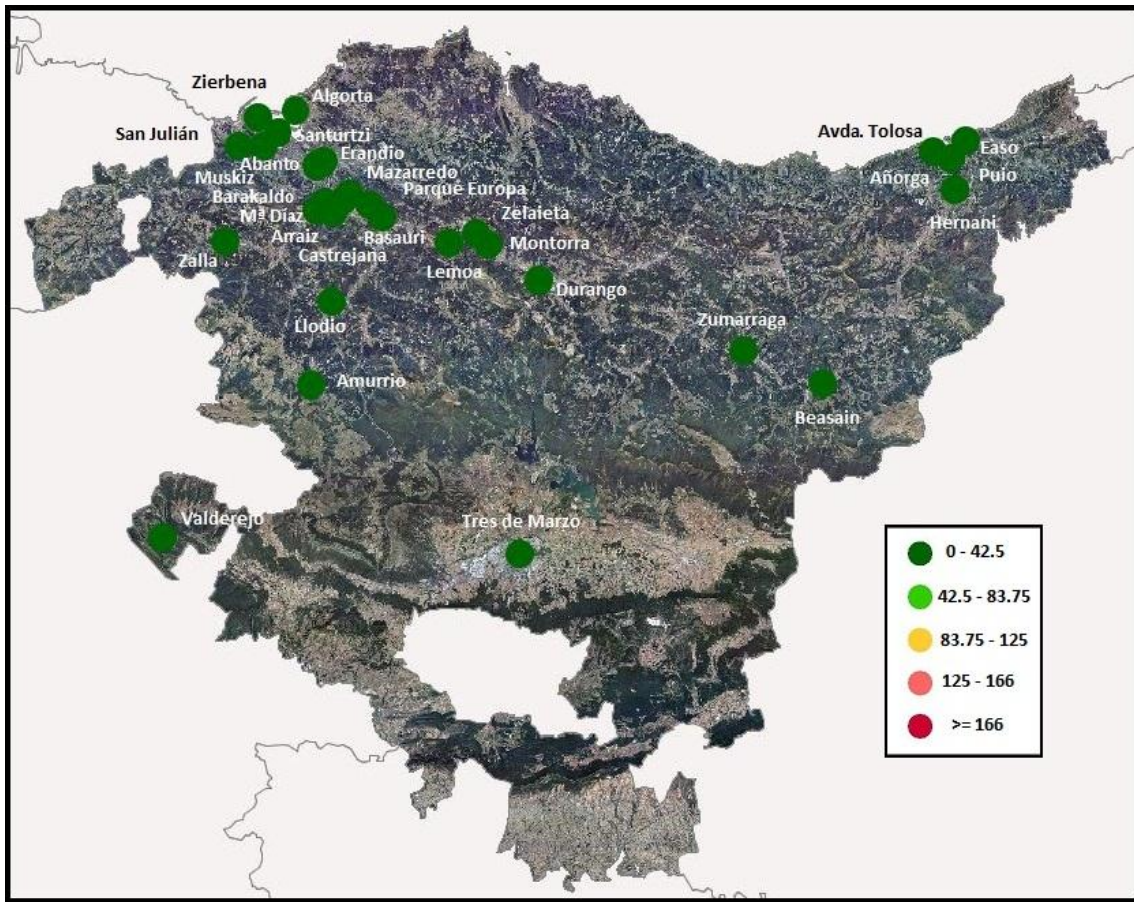 Zierbena
Algorta
San Julián
Santurtzi
Avda. Tolosa
Easo
Abanto
Erandio
Muskiz
Mazarredo
Añorga
Puio
Barakaldo
Parque Europa
Mª Díaz
Zelaieta
Hernani
Arraiz
Basauri
Montorra
Castrejana
Zalla
Lemoa
Durango
Llodio
Zumarraga
Amurrio
Beasain
Valderejo
Tres de Marzo
0 - 42.5
42.5 - 83.75
83.75 - 125
125 - 166
>= 166